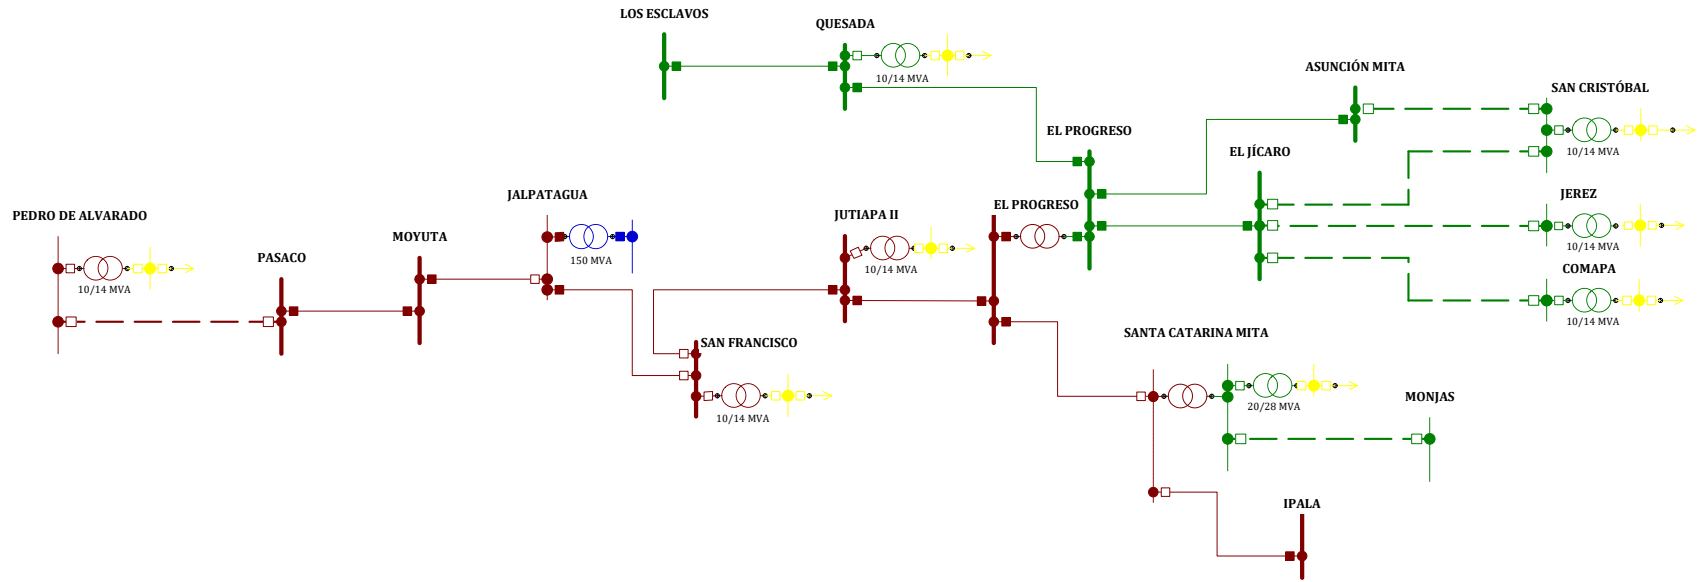 LOS ESCLAVOS
QUESADA
10/14 MVA
ASUNCIÓN MITA
SAN CRISTÓBAL
10/14 MVA
EL PROGRESO
EL JÍCARO
JALPATAGUA
150 MVA
JEREZ
10/14 MVA
PEDRO DE ALVARADO
10/14 MVA
PASACO
MOYUTA
JUTIAPA II
10/14 MVA
EL PROGRESO
COMAPA
10/14 MVA
SAN FRANCISCO
10/14 MVA
SANTA CATARINA MITA
20/28 MVA
MONJAS
IPALA